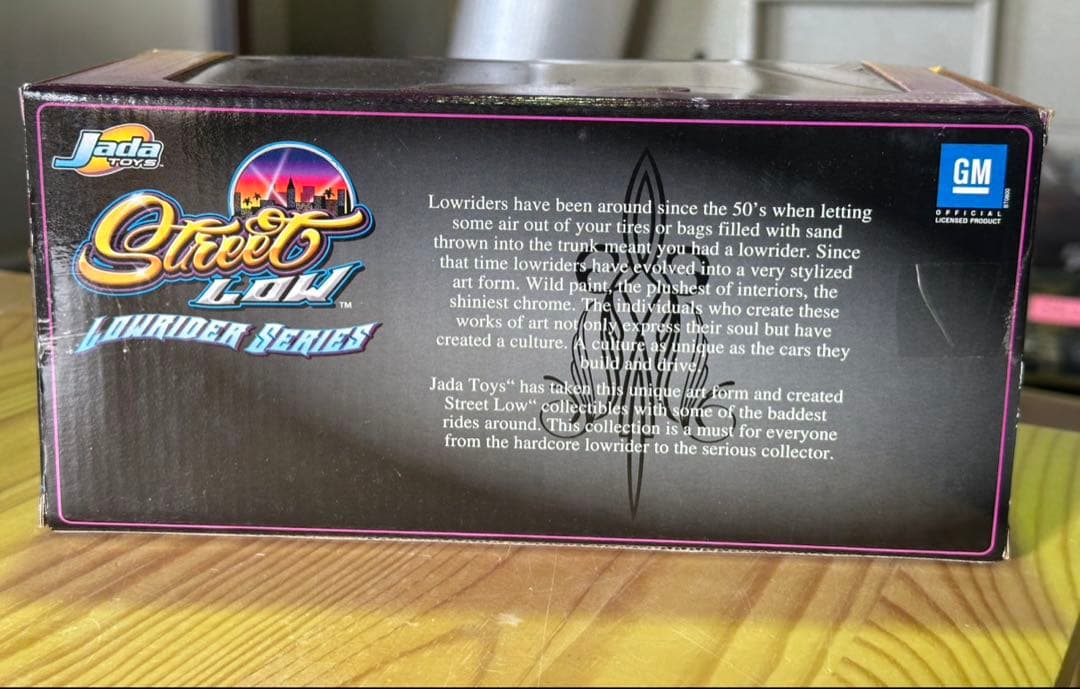 Jada
TOYS
Street
LOW™
LOWRIDER SERIES
Lowriders have been around since the 50's when letting
some air out of your tires or bags filled with sand
thrown into the trunk meant you had a lowrider. Since
that time lowriders have evolved into a very stylized
art form. Wild paint, the plushest of interiors, the
shiniest chrome. The individuals who create these
works of art not only express their soul but have
created a culture. A culture as unique as the cars they
build and drive.
Jada Toys“ has taken this unique art form and created
Street Low“ collectibles with some of the baddest
rides around. This collection is a must for everyone
from the hardcore lowrider to the serious collector.
GM
OFFICIAL
LICENSED PRODUCT